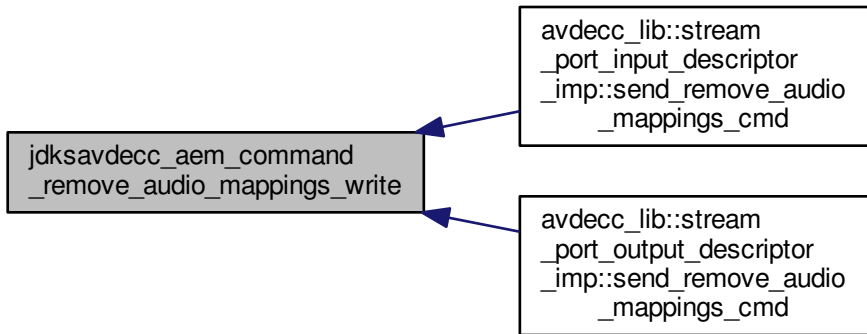 jdksavdecc_aem_command
_remove_audio_mappings_write
avdecc_lib::stream
_port_input_descriptor
_imp::send_remove_audio
_mappings_cmd
avdecc_lib::stream
_port_output_descriptor
_imp::send_remove_audio
_mappings_cmd